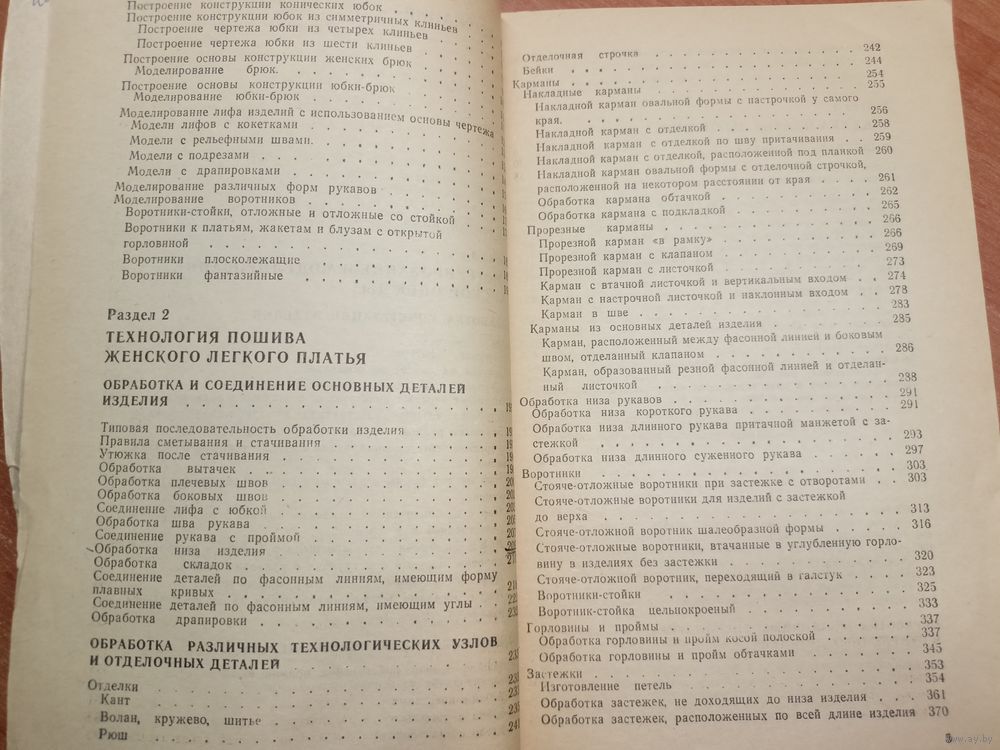 Построение конструкции конических юбок
Построение конструкции юбок из симметричных клиньев
Построение чертежа юбки из четырех клиньев
Построение чертежа юбки из шести клиньев
Построение основы конструкции женских брюк
Моделирование брюк.
Построение основы конструкции юбки-брюк
Моделирование юбки-брюк
Моделирование лифа изделий с использованием основы чертежа
Модели лифов с кокетками
Модели с рельефными швами.
Модели с подрезами
Модели с драпировками
Моделирование различных форм рукавов
Моделирование воротников
Воротники-стойки, отложные и отложные со стойкой
Воротники к платьям, жакетам и блузам с открытой
горловиной
Воротники плосколежащие
Воротники фантазийные
Раздел 2
ТЕХНОЛОГИЯ ПОШИВА
ЖЕНСКОГО ЛЕГКОГО ПЛАТЬЯ
ОБРАБОТКА И СОЕДИНЕНИЕ ОСНОВНЫХ ДЕТАЛЕЙ
ИЗДЕЛИЯ
Типовая последовательность обработки изделия
Правила сметывания и стачивания
Утюжка после стачивания
Обработка вытачек
Обработка плечевых швов
Обработка боковых швов
Соединение лифа с юбкой
Обработка шва рукава
Соединение рукава с проймой
Обработка низа изделия
Обработка складок
Соединение деталей по фасонным линиям, имеющим форму
плавных кривых
Соединение деталей по фасонным линиям, имеющим углы
Обработка драпировки
ОБРАБОТКА РАЗЛИЧНЫХ ТЕХНОЛОГИЧЕСКИХ УЗЛОВ
И ОТДЕЛОЧНЫХ ДЕТАЛЕЙ
Отделки
Кант
Волан, кружево, шитье
Рюш
Отделочная строчка 242
Бейки 244
Карманы 254
Накладные карманы 255
Накладной карман овальной формы с настрочкой у самого
края. 256
Накладной карман с отделкой 258
Накладной карман с отделкой по шву притачивания 259
Накладной карман с отделкой, расположенной под планкой 260
Накладной карман овальной формы с отделочной строчкой,
расположенной на некотором расстоянии от края 261
Обработка кармана обтачкой 262
Обработка кармана с подкладкой 265
Прорезные карманы 266
Прорезной карман «в рамку» 266
Прорезной карман с клапаном 269
Прорезной карман с листочкой 273
Карман с втачной листочкой и вертикальным входом 274
Карман с настрочной листочкой и наклонным входом 278
Карман в шве 283
Карманы из основных деталей изделия 285
Карман, расположенный между фасонной линией и боковым
швом, отделанный клапаном 286
Карман, образованный резной фасонной линией и отделан-
ный листочкой 288
Обработка низа рукавов 291
Обработка низа короткого рукава 291
Обработка низа длинного рукава притачной манжетой с за-
стежкой 293
Обработка низа длинного суженного рукава 297
Воротники 303
Стояче-отложные воротники при застежке с отворотами 303
Стояче-отложные воротники для изделий с застежкой
до верха 313
Стояче-отложной воротник шалеобразной формы 316
Стояче-отложные воротники, втачанные в углубленную горло-
вину в изделиях без застежки 320
Стояче-отложной воротник, переходящий в галстук 323
Воротники-стойки 325
Воротник-стойка цельнокроеный 333
Горловины и проймы 337
Обработка горловины и пройм косой полоской 337
Обработка горловины и пройм обтачками 345
Застежки 353
Изготовление петель 354
Обработка застежек, не доходящих до низа изделия 361
Обработка застежек, расположенных по всей длине изделия 370
3
www.ay.by